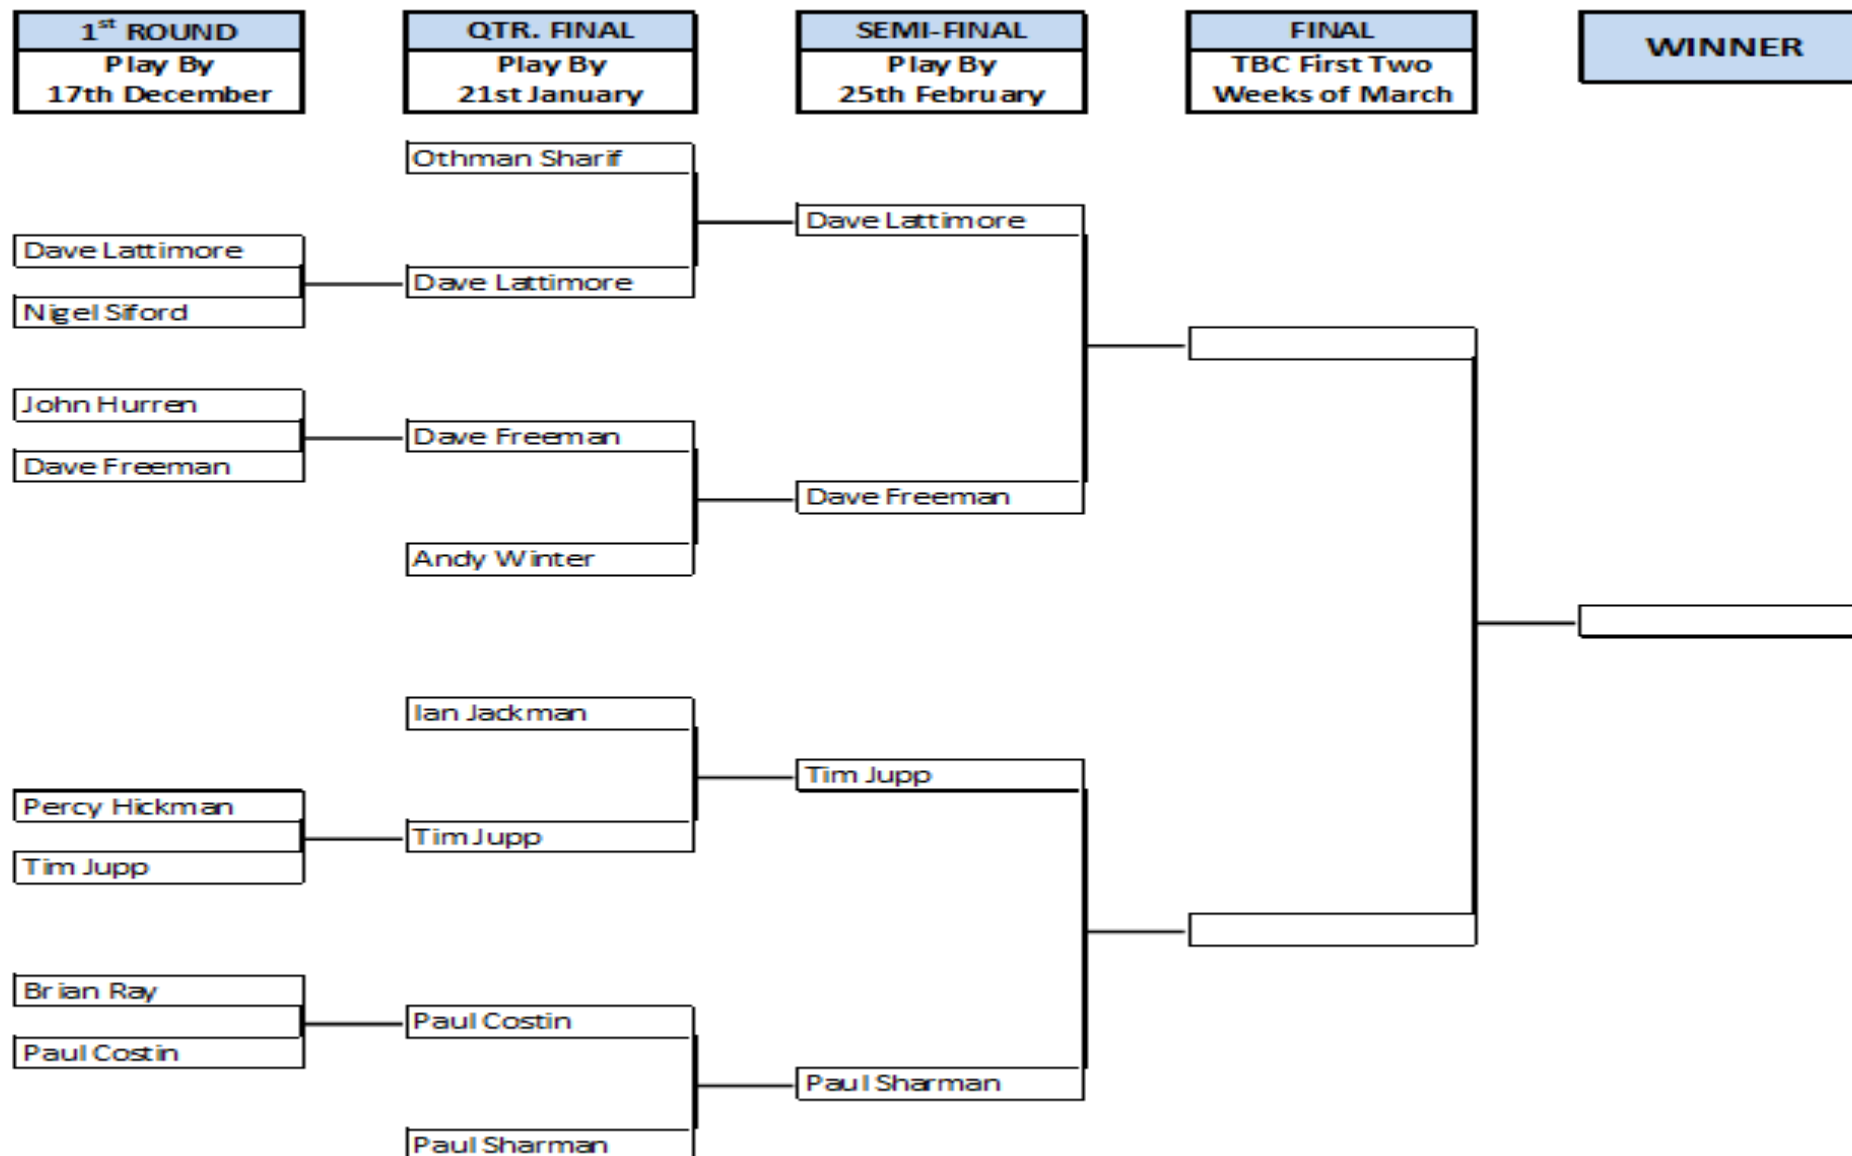 1st ROUND
Play By
17th December
QTR. FINAL
Play By
21st January
SEMI-FINAL
Play By
25th February
FINAL
TBC First Two
Weeks of March
WINNER
Dave Lattimore
Nigel Siford
John Hurren
Dave Freeman
Percy Hickman
Tim Jupp
Brian Ray
Paul Costin
Othman Sharif
Dave Lattimore
Dave Freeman
Andy Winter
Ian Jackman
Tim Jupp
Paul Costin
Paul Sharman
Dave Lattimore
Dave Freeman
Tim Jupp
Paul Sharman